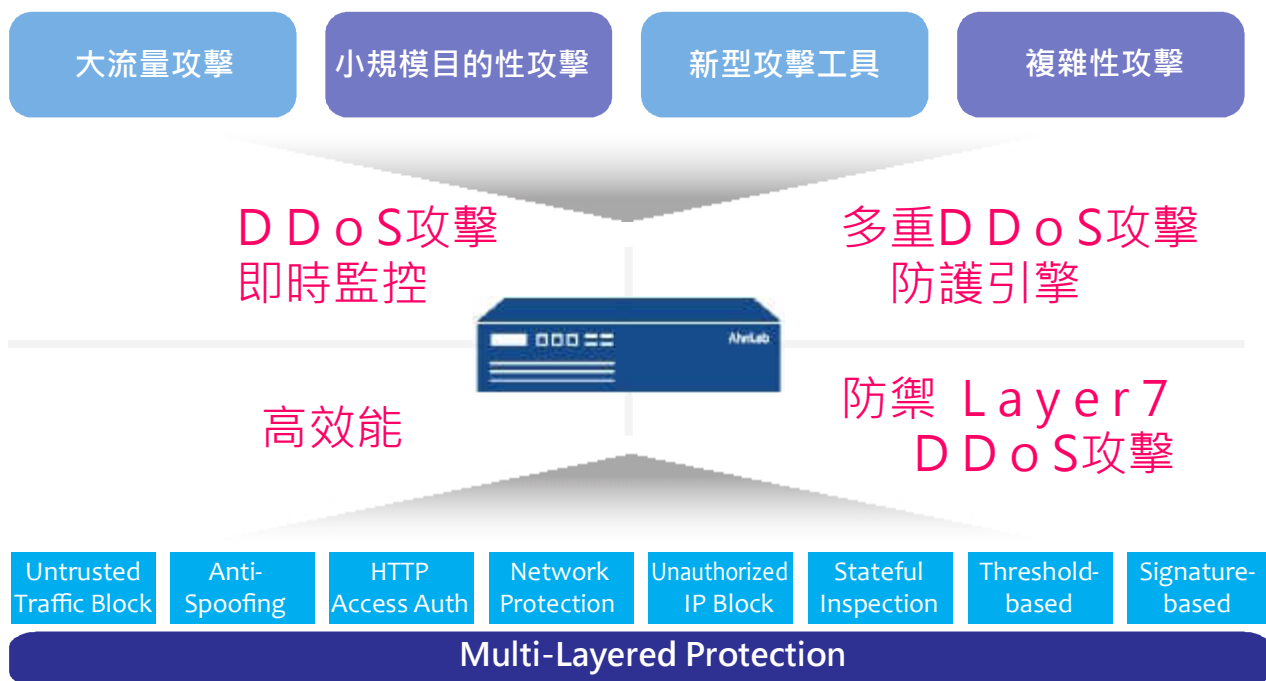 大流量攻擊
小規模目的性攻擊
新型攻擊工具
複雜性攻擊
DDoS攻擊
即時監控
多重DDoS攻擊
防護引擎
AhnLab
高效能
防禦 Layer7
DDoS攻擊
Untrusted
Traffic Block
Anti-
Spoofing
HTTP
Access Auth
Network
Protection
Unauthorized
IP Block
Stateful
Inspection
Threshold-
based
Signature-
based
Multi-Layered Protection